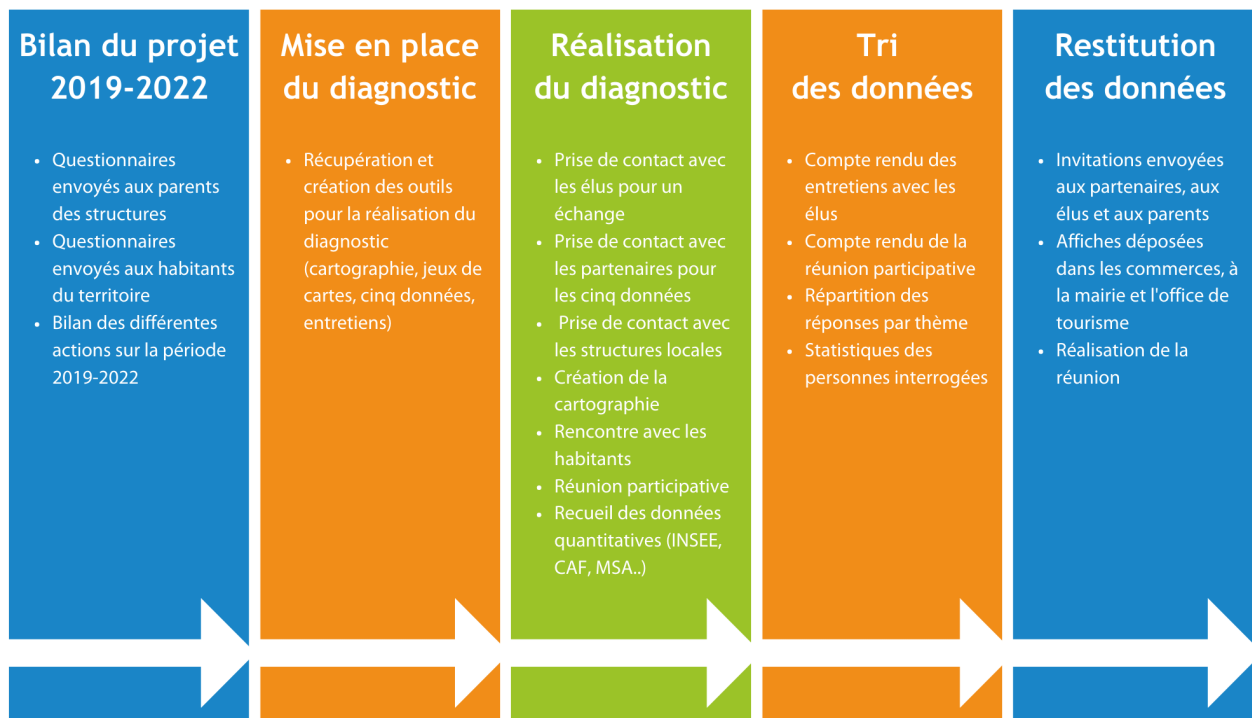 Bilan du projet
2019-2022
• Questionnaires
envoyés aux parents
des structures
• Questionnaires
envoyés aux habitants
du territoire
• Bilan des différentes
actions sur la période
2019-2022
Mise en place
du diagnostic
• Récupération et
création des outils
pour la réalisation du
diagnostic
(cartographie, jeux de
cartes, cinq données,
entretiens)
Réalisation
du diagnostic
• Prise de contact avec
les élus pour un
échange
• Prise de contact avec
les partenaires pour
les cinq données
• Prise de contact avec
les structures locales
• Création de la
cartographie
• Rencontre avec les
habitants
• Réunion participative
• Recueil des données
quantitatives (INSEE,
CAF, MSA..)
Tri
des données
• Compte rendu des
entretiens avec les
élus
• Compte rendu de la
réunion participative
• Répartition des
réponses par thème
• Statistiques des
personnes interrogées
Restitution
des données
• Invitations envoyées
aux partenaires, aux
élus et aux parents
• Affiches déposées
dans les commerces, à
la mairie et l'office de
tourisme
• Réalisation de la
réunion